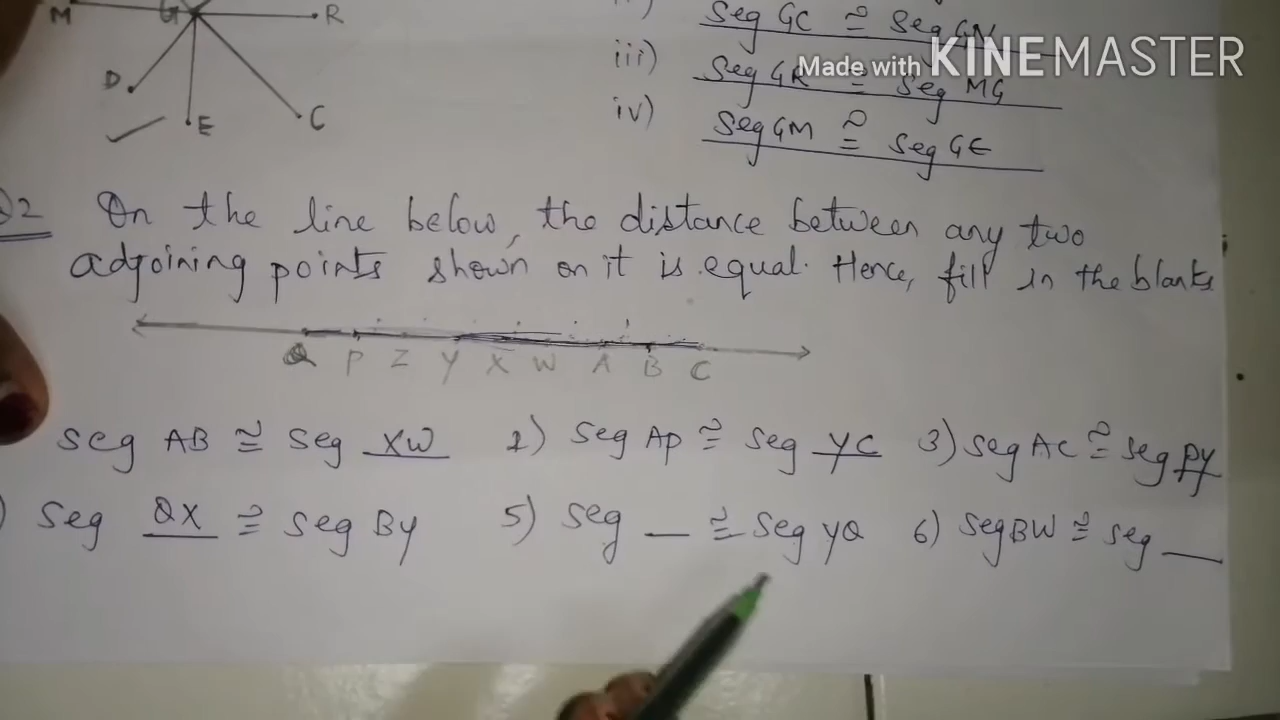 M G R
D
E C
Seg GC ≅ Seg GN
iii) Seg GR ≅ Seg MG
iv) Seg GM ≅ Seg GE
Made with KINEMASTER
Q2 On the line below, the distance between any two
adjoining points shown on it is equal. Hence, fill in the blanks
Q P Z Y X W A B C
seg AB ≅ seg XW 2) seg AP ≅ seg YC 3) seg AC ≅ seg PY
) seg QX ≅ seg BY 5) seg __ ≅ seg YQ 6) seg BW ≅ seg __